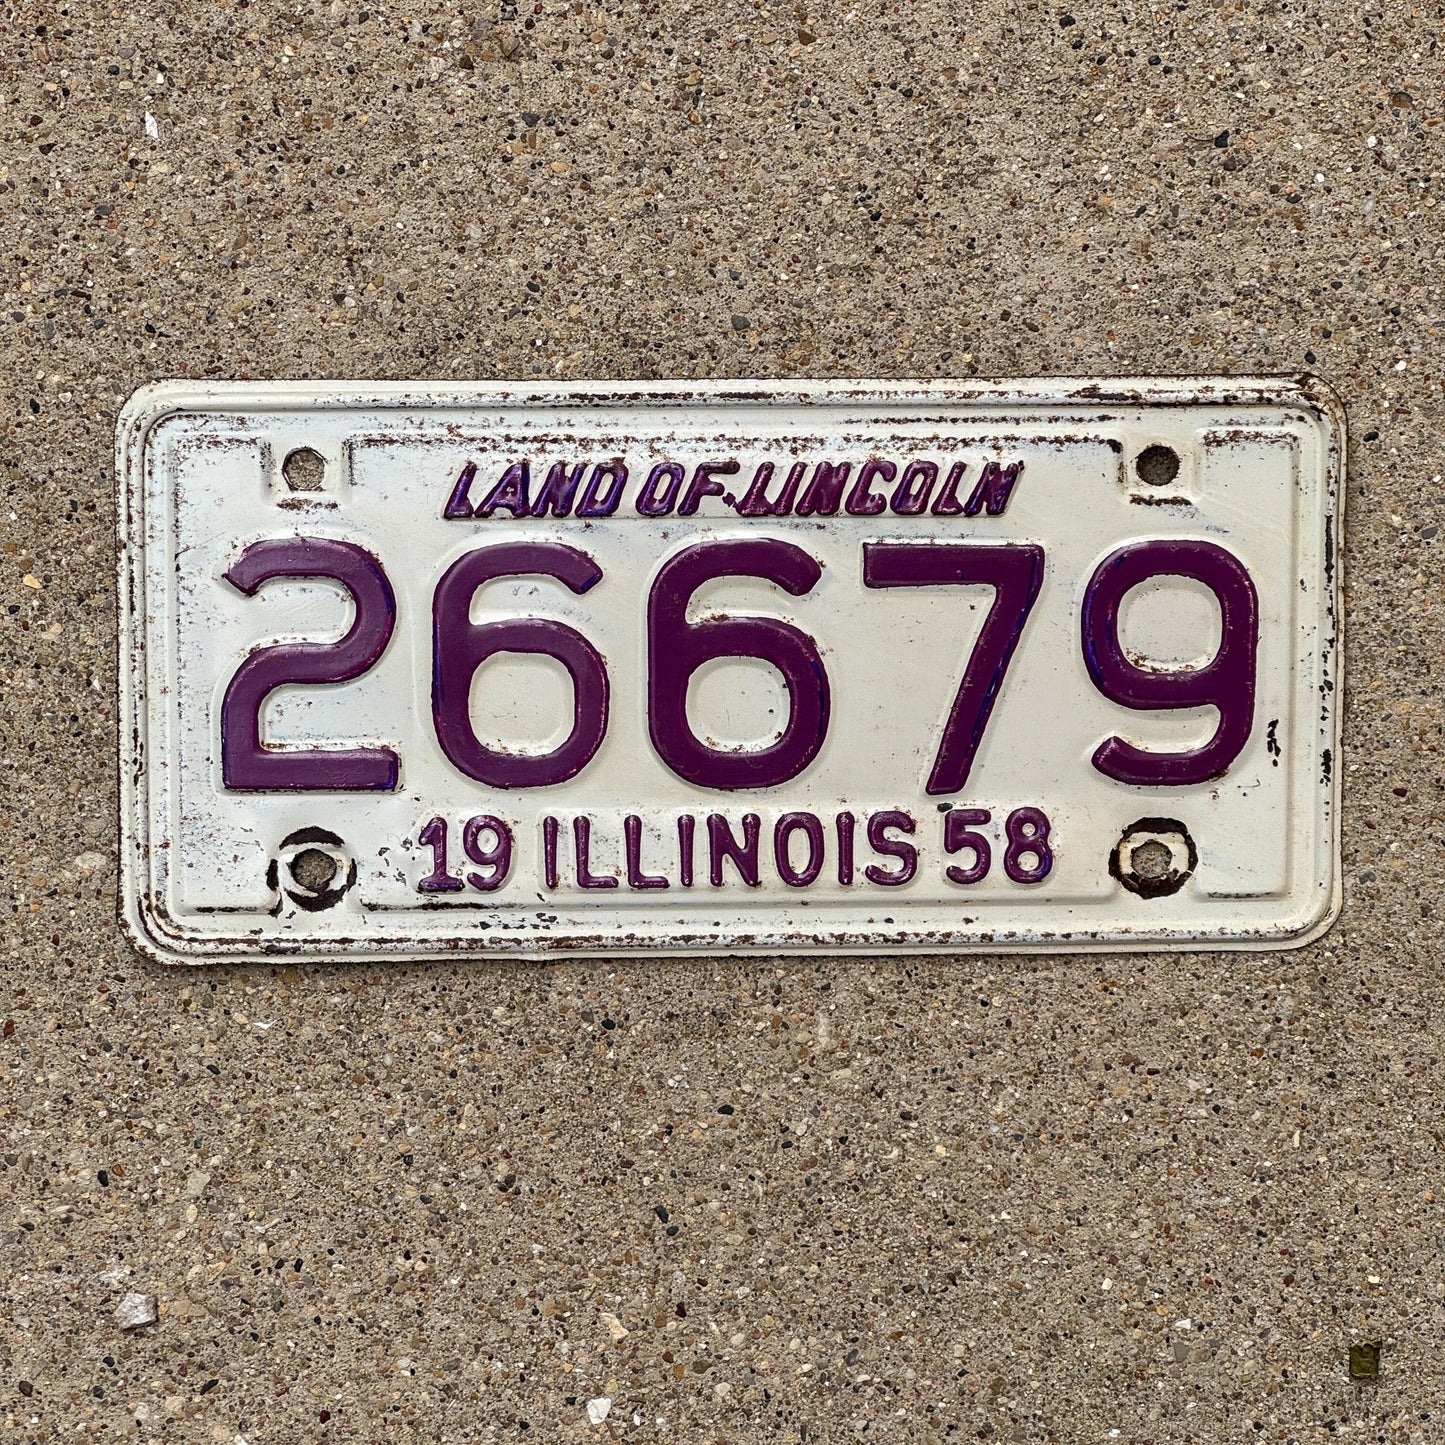 LAND OF LINCOLN
26679
19 ILLINOIS 58